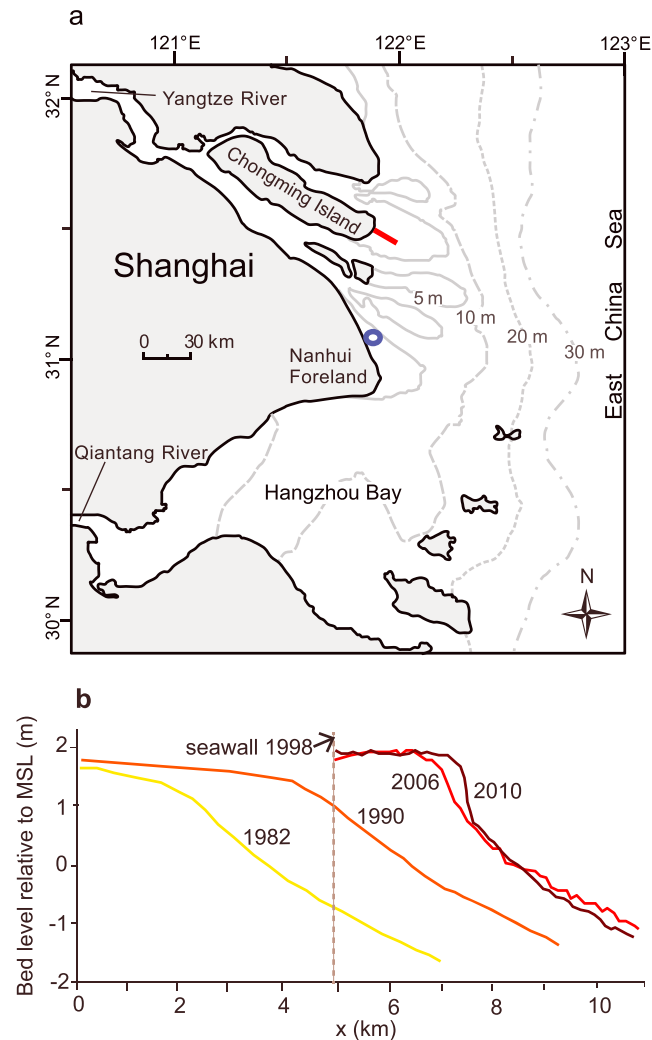 a
121°E
122°E
123°E
32°N
Yangtze River
Chongming Island
Shanghai
0 30 km
31°N
Nanhui
Foreland
5 m
10 m
20 m
30 m
East China Sea
Qiantang River
Hangzhou Bay
N
30°N
b
Bed level relative to MSL (m)
2
1
0
-1
-2
seawall 1998
2006
2010
1990
1982
0 2 4 6 8 10
x (km)